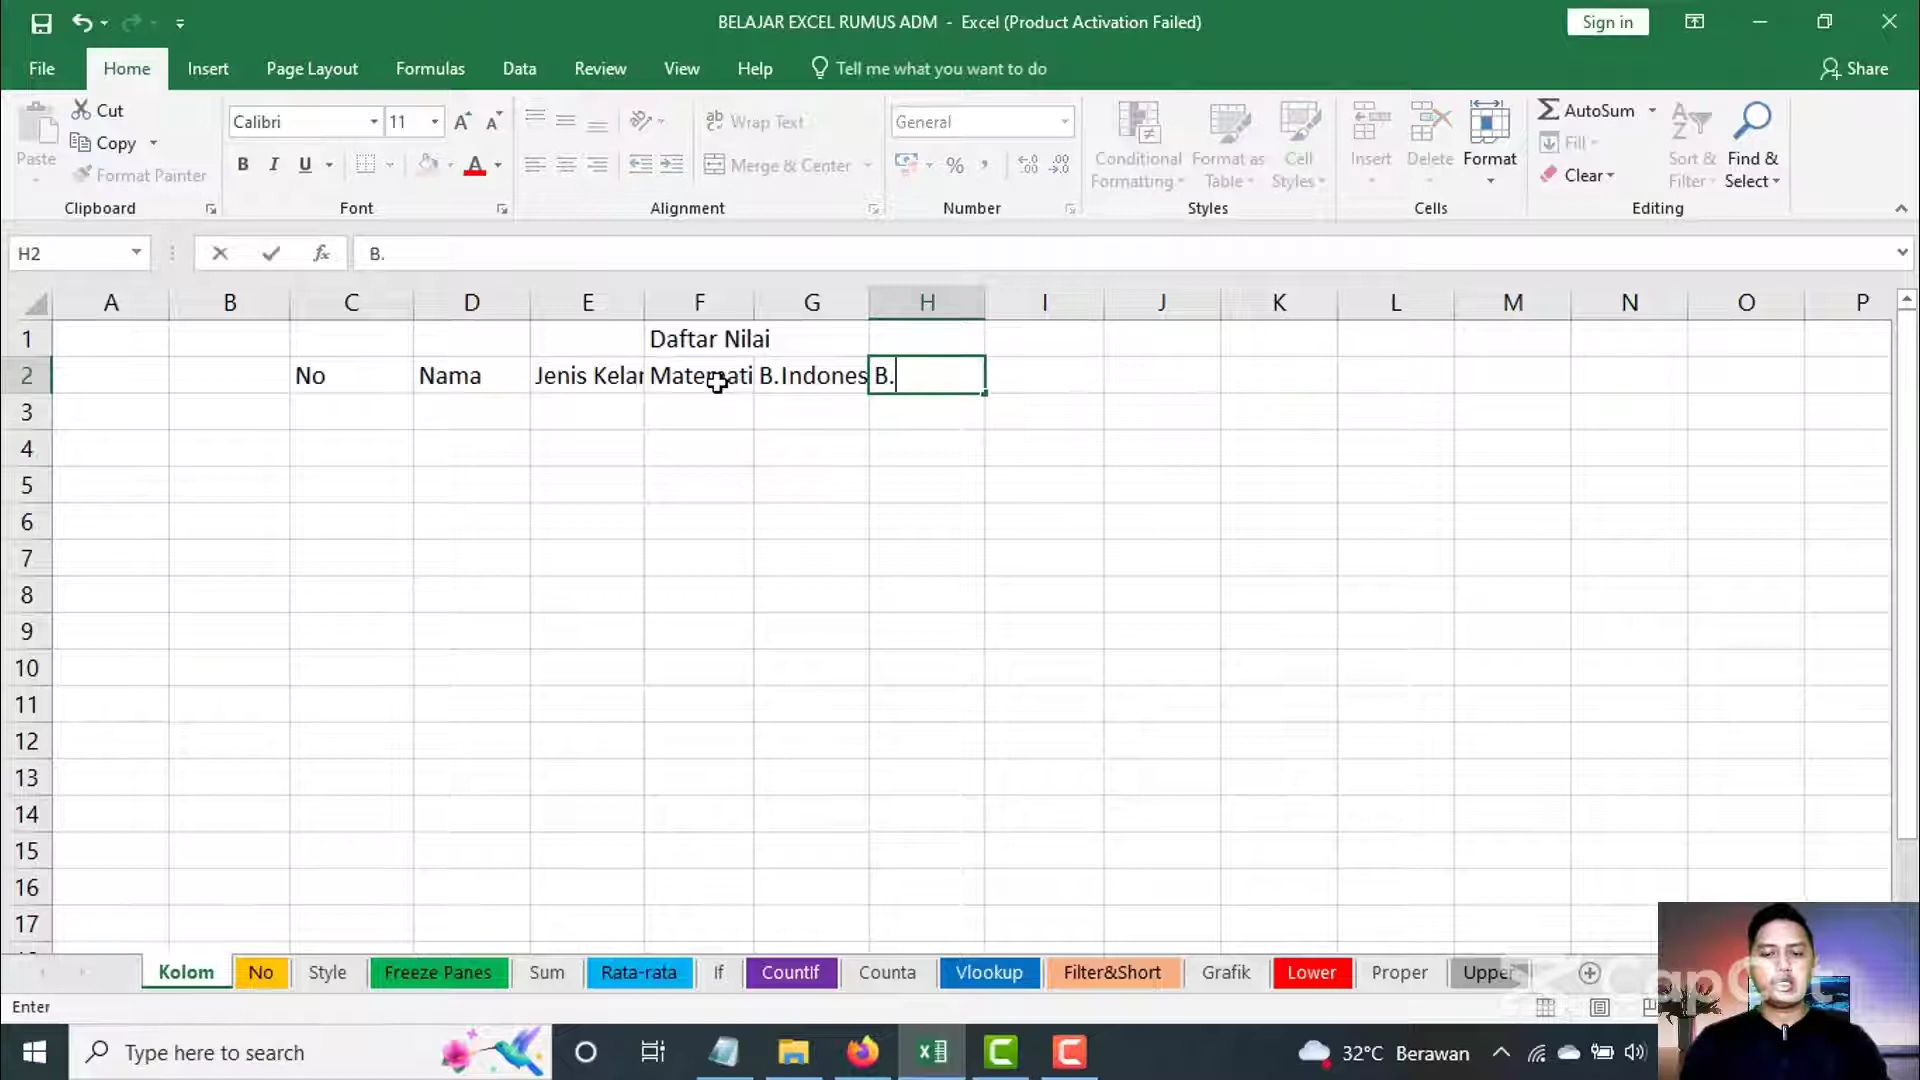 BELAJAR EXCEL RUMUS ADM - Excel (Product Activation Failed)
Sign in
File Home Insert Page Layout Formulas Data Review View Help Tell me what you want to do Share
Paste
Cut
Copy
Format Painter
Clipboard
Calibri 11
B I U
Font
Wrap Text
Merge & Center
Alignment
General
%
Number
Conditional Formatting
Format as Table
Cell Styles
Styles
Insert Delete Format
Cells
AutoSum
Fill
Clear
Sort & Filter
Find & Select
Editing
H2 fx B.
A B C D E F G H I J K L M N O P
1 Daftar Nilai
2 No Nama Jenis Kelar Matemati B.Indones B.
3
4
5
6
7
8
9
10
11
12
13
14
15
16
17
Kolom No Style Freeze Panes Sum Rata-rata If CountIf Counta Vlookup Filter&Short Grafik Lower Proper Upper
CapCut
Enter
Type here to search 32°C Berawan